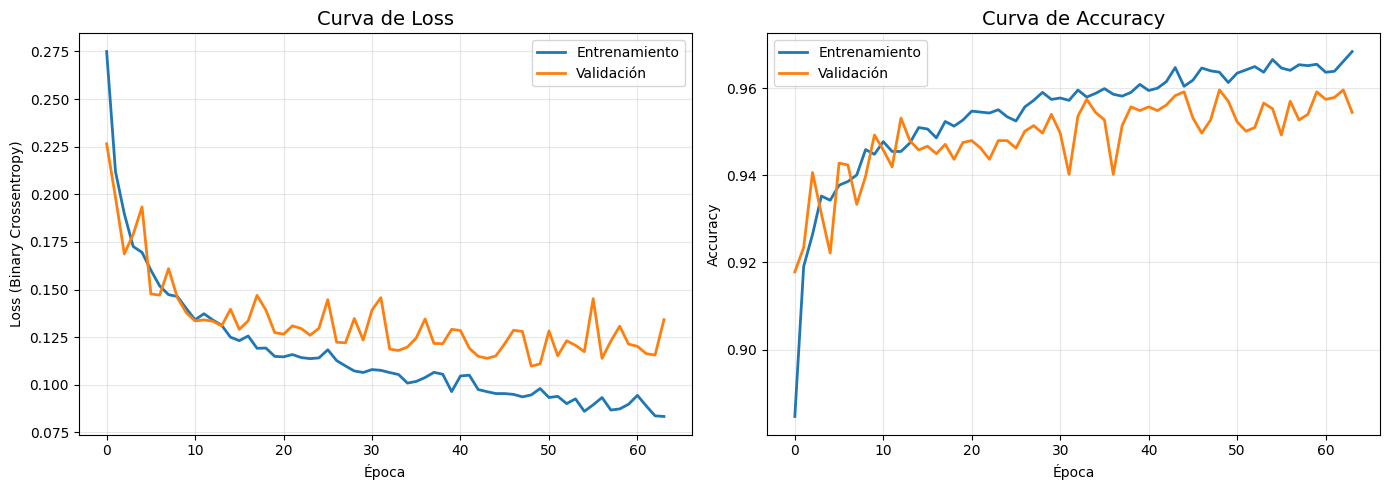 Curva de Loss
Loss (Binary Crossentropy)
0.275
0.250
0.225
0.200
0.175
0.150
0.125
0.100
0.075
Entrenamiento
Validación
0 10 20 30 40 50 60
Época
Curva de Accuracy
Accuracy
0.96
0.94
0.92
0.90
Entrenamiento
Validación
0 10 20 30 40 50 60
Época